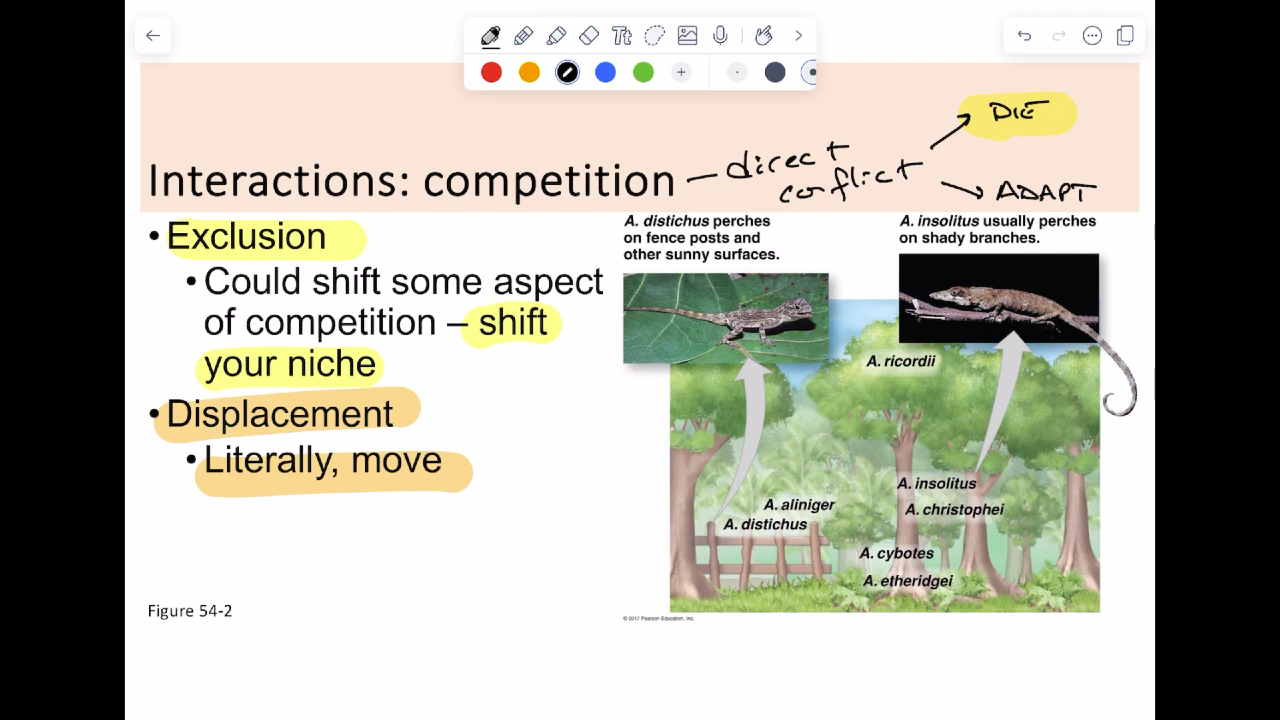 Tt
DIE
Interactions: competition – direct conflict
ADAPT
• Exclusion
• Could shift some aspect
of competition – shift
your niche
• Displacement
• Literally, move
Figure 54-2
A. distichus perches
on fence posts and
other sunny surfaces.
A. insolitus usually perches
on shady branches.
A. ricordii
A. insolitus
A. christophei
A. aliniger
A. distichus
A. cybotes
A. etheridgei
© 2017 Pearson Education, Inc.